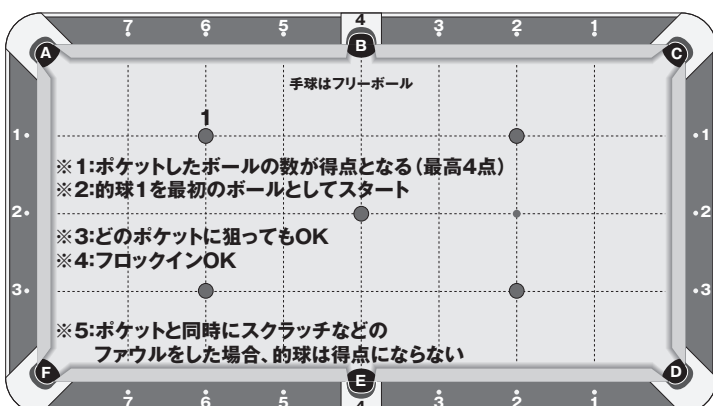 7 6 5 4 3 2 1
A B C
手球はフリーボール
1
1 1
※1:ポケットしたボールの数が得点となる（最高4点）
※2:的球1を最初のボールとしてスタート
2 2
※3:どのポケットに狙ってもOK
※4:フロックインOK
3 3
※5:ポケットと同時にスクラッチなどの
ファウルをした場合、的球は得点にならない
F E D
7 6 5 4 3 2 1